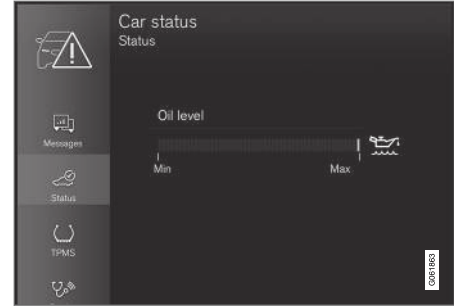 Car status
Status
Messages
Status
TPMS
Oil level
Min
Max
G061863